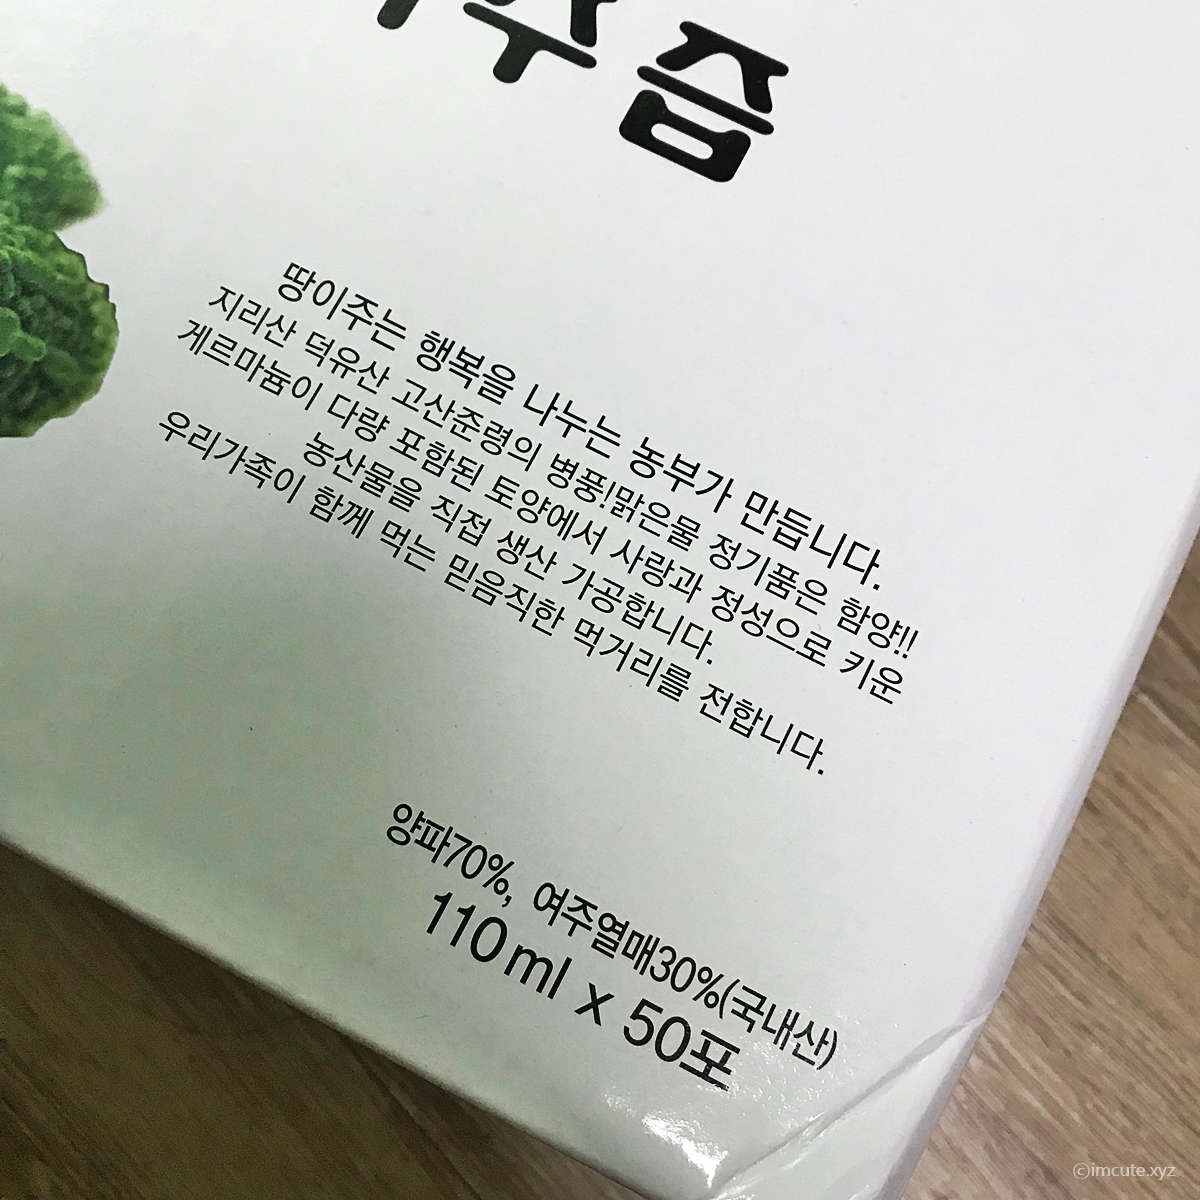 즙
땅이주는 행복을 나누는 농부가 만듭니다.
지리산 덕유산 고산준령의 병풍!맑은물 정기품은 함양!!
게르마늄이 다량 포함된 토양에서 사랑과 정성으로 키운
농산물을 직접 생산 가공합니다.
우리가족이 함께 먹는 믿음직한 먹거리를 전합니다.
양파70%, 여주열매30%(국내산)
110ml x 50포
©imcute.xyz